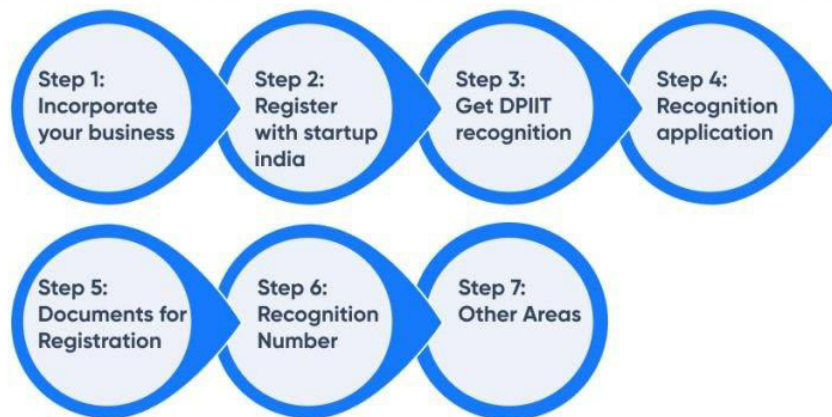 Step 1:
Incorporate
your business
Step 2:
Register
with startup
india
Step 3:
Get DPIIT
recognition
Step 4:
Recognition
application
Step 5:
Documents for
Registration
Step 6:
Recognition
Number
Step 7:
Other Areas